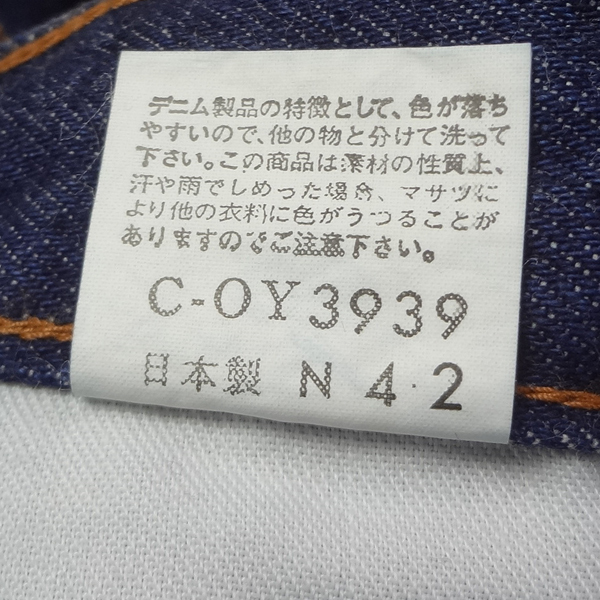 デニム製品の特徴として、色が落ち
やすいので、他の物と分けて洗って
下さい。この商品は素材の性質上、
汗や雨でしめった場合、マサツに
より他の衣料に色がうつることが
ありますのでご注意下さい。
C-OY3939
日本製 N 4.2